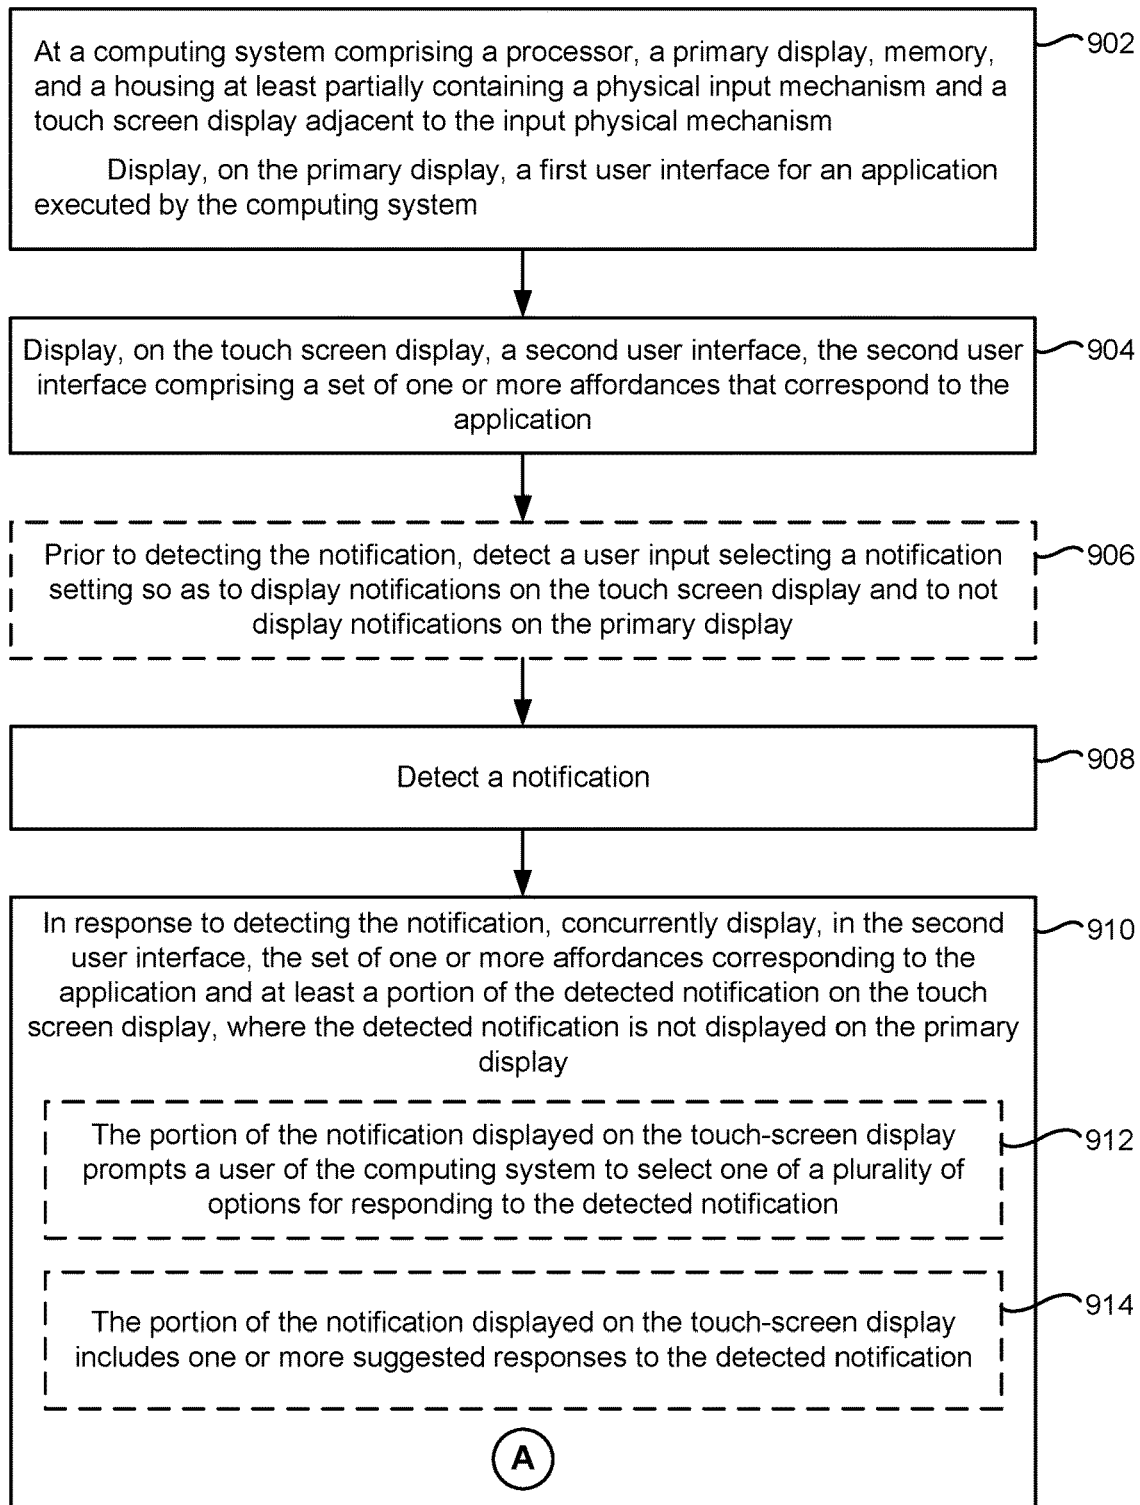 At a computing system comprising a processor, a primary display, memory,
and a housing at least partially containing a physical input mechanism and a
touch screen display adjacent to the input physical mechanism
Display, on the primary display, a first user interface for an application
executed by the computing system
902
Display, on the touch screen display, a second user interface, the second user
interface comprising a set of one or more affordances that correspond to the
application
904
Prior to detecting the notification, detect a user input selecting a notification
setting so as to display notifications on the touch screen display and to not
display notifications on the primary display
906
Detect a notification
908
In response to detecting the notification, concurrently display, in the second
user interface, the set of one or more affordances corresponding to the
application and at least a portion of the detected notification on the touch
screen display, where the detected notification is not displayed on the primary
display
910
The portion of the notification displayed on the touch-screen display
prompts a user of the computing system to select one of a plurality of
options for responding to the detected notification
912
The portion of the notification displayed on the touch-screen display
includes one or more suggested responses to the detected notification
914
A